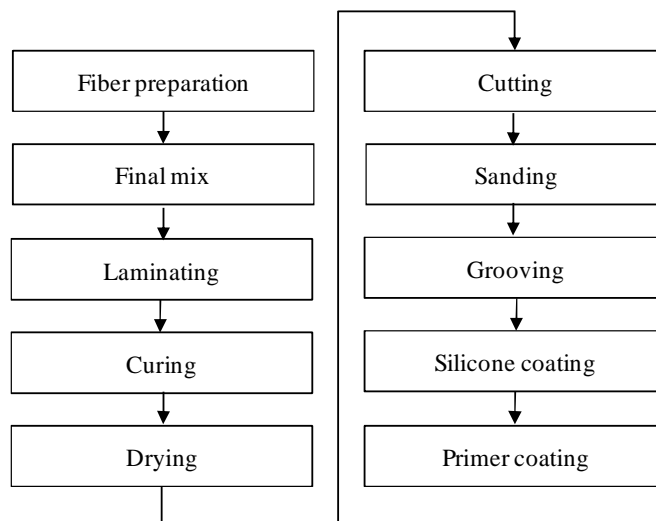 Fiber preparation
Final mix
Laminating
Curing
Drying
Cutting
Sanding
Grooving
Silicone coating
Primer coating